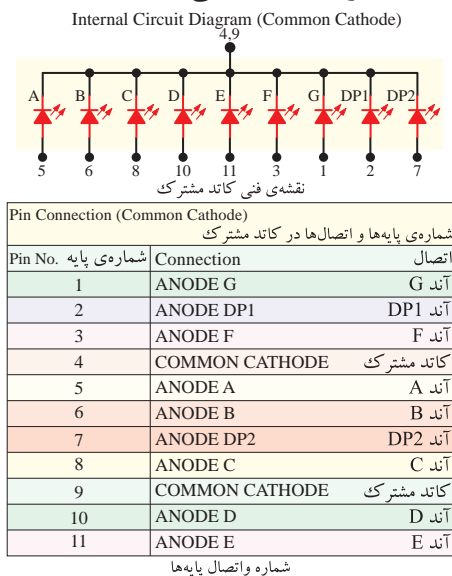 Internal Circuit Diagram (Common Cathode)
4,9
A B C D E F G DP1 DP2
5 6 8 10 11 3 1 2 7
نقشه‌ی فنی کاتد مشترک
Pin Connection (Common Cathode)
شماره‌ی پایه‌ها و اتصال‌ها در کاتد مشترک
Pin No. شماره‌ی پایه Connection اتصال
1 ANODE G آند G
2 ANODE DP1 آند DP1
3 ANODE F آند F
4 COMMON CATHODE کاتد مشترک
5 ANODE A آند A
6 ANODE B آند B
7 ANODE DP2 آند DP2
8 ANODE C آند C
9 COMMON CATHODE کاتد مشترک
10 ANODE D آند D
11 ANODE E آند E
شماره واتصال پایه‌ها